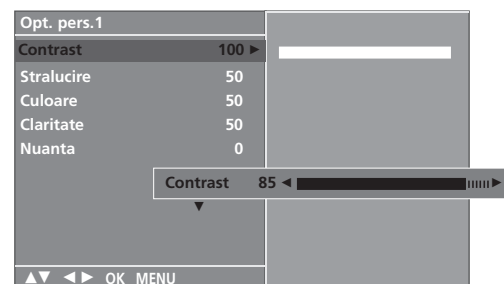 Opt. pers.1
Contrast 100 ►
Stralucire 50
Culoare 50
Claritate 50
Nuanta 0
Contrast 85 ◄ ►
▼
▲▼ ◄► OK MENU